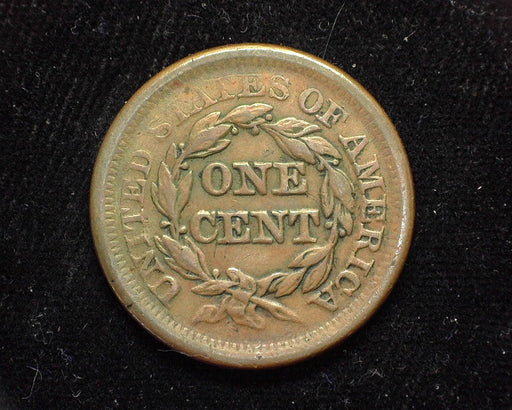 UNITED STATES OF AMERICA
ONE
CENT